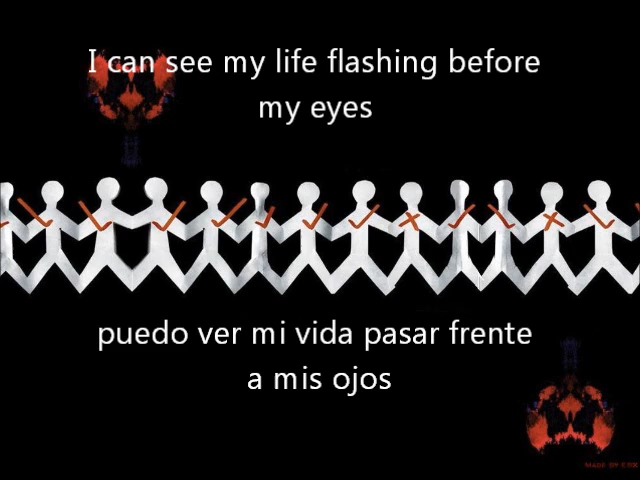 I can see my life flashing before
my eyes
puedo ver mi vida pasar frente
a mis ojos